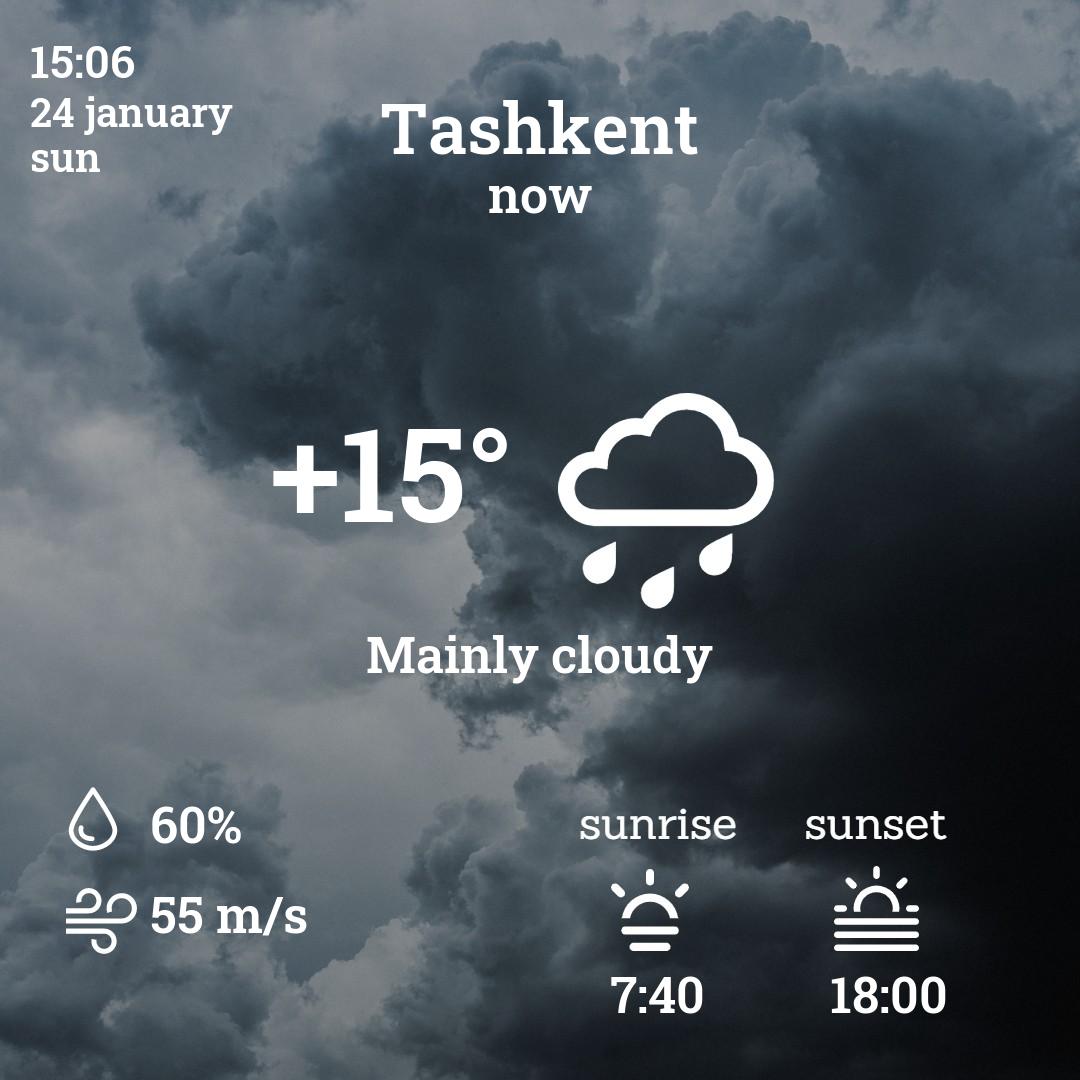 15:06
24 january
sun
Tashkent
now
+15°
Mainly cloudy
60%
55 m/s
sunrise
sunset
7:40
18:00